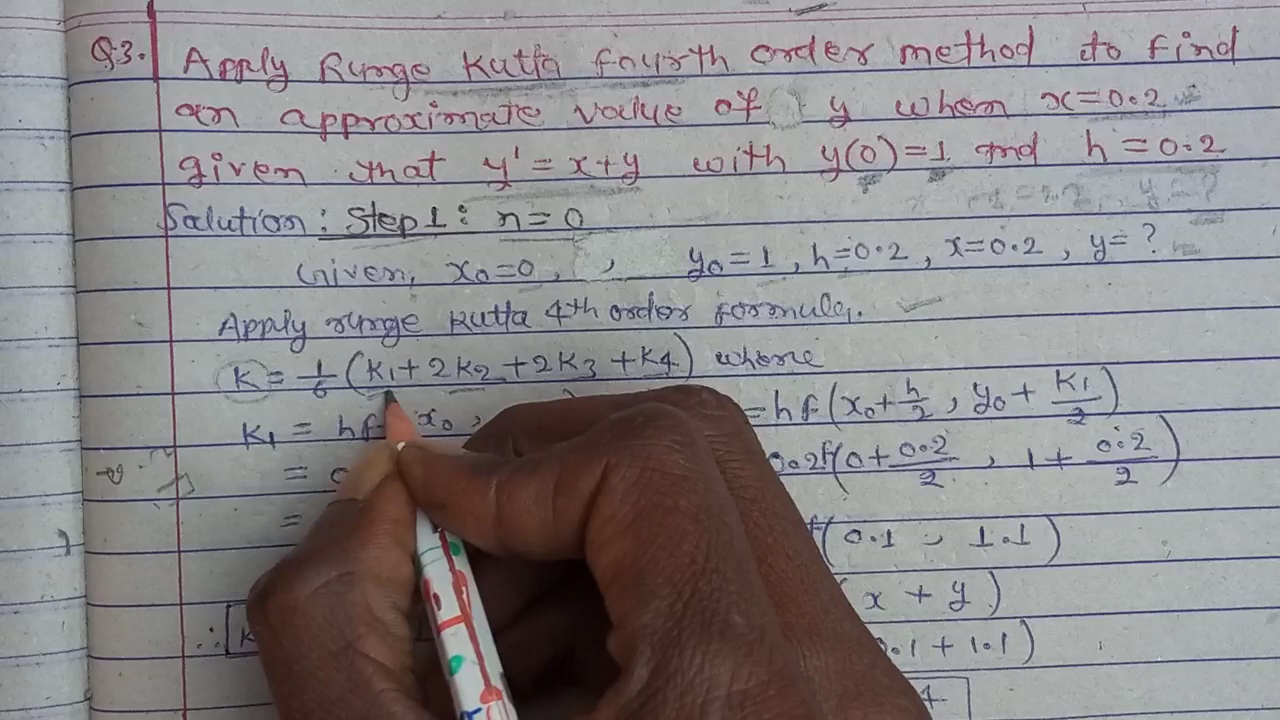 Q.3. Apply Runge Kutta fourth order method to find
an approximate value of y when x=0.2
given that y' = x+y with y(0)=1 and h=0.2
Solution: Step 1: n=0
Given, x₀=0, , y₀=1, h=0.2, x=0.2, y=?
Apply runge kutta 4th order formula.
K = 1/6 (K₁+2K₂+2K₃+K₄) where
K₁ = hf x₀, = hf(x₀+h/2, y₀+K₁/2)
= 0.2f(0+0.2/2, 1+0.2/2)
= f(0.1, 1.1)
x + y)
0.1+1.1)
∴ 4